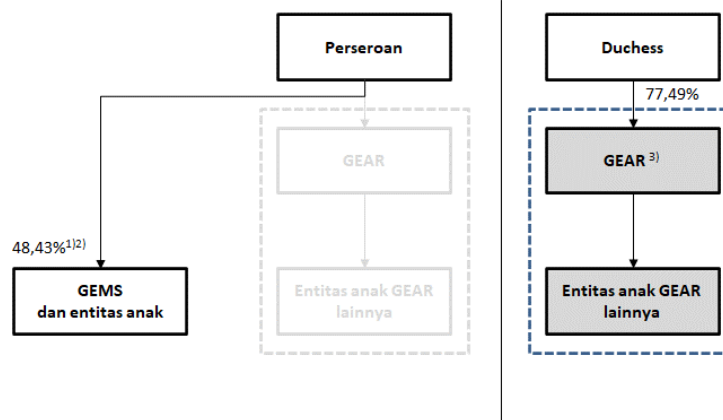 Perseroan
Duchess
77,49%
GEAR
GEAR 3)
48,43%1)2)
GEMS
dan entitas anak
Entitas anak GEAR
lainnya
Entitas anak GEAR
lainnya